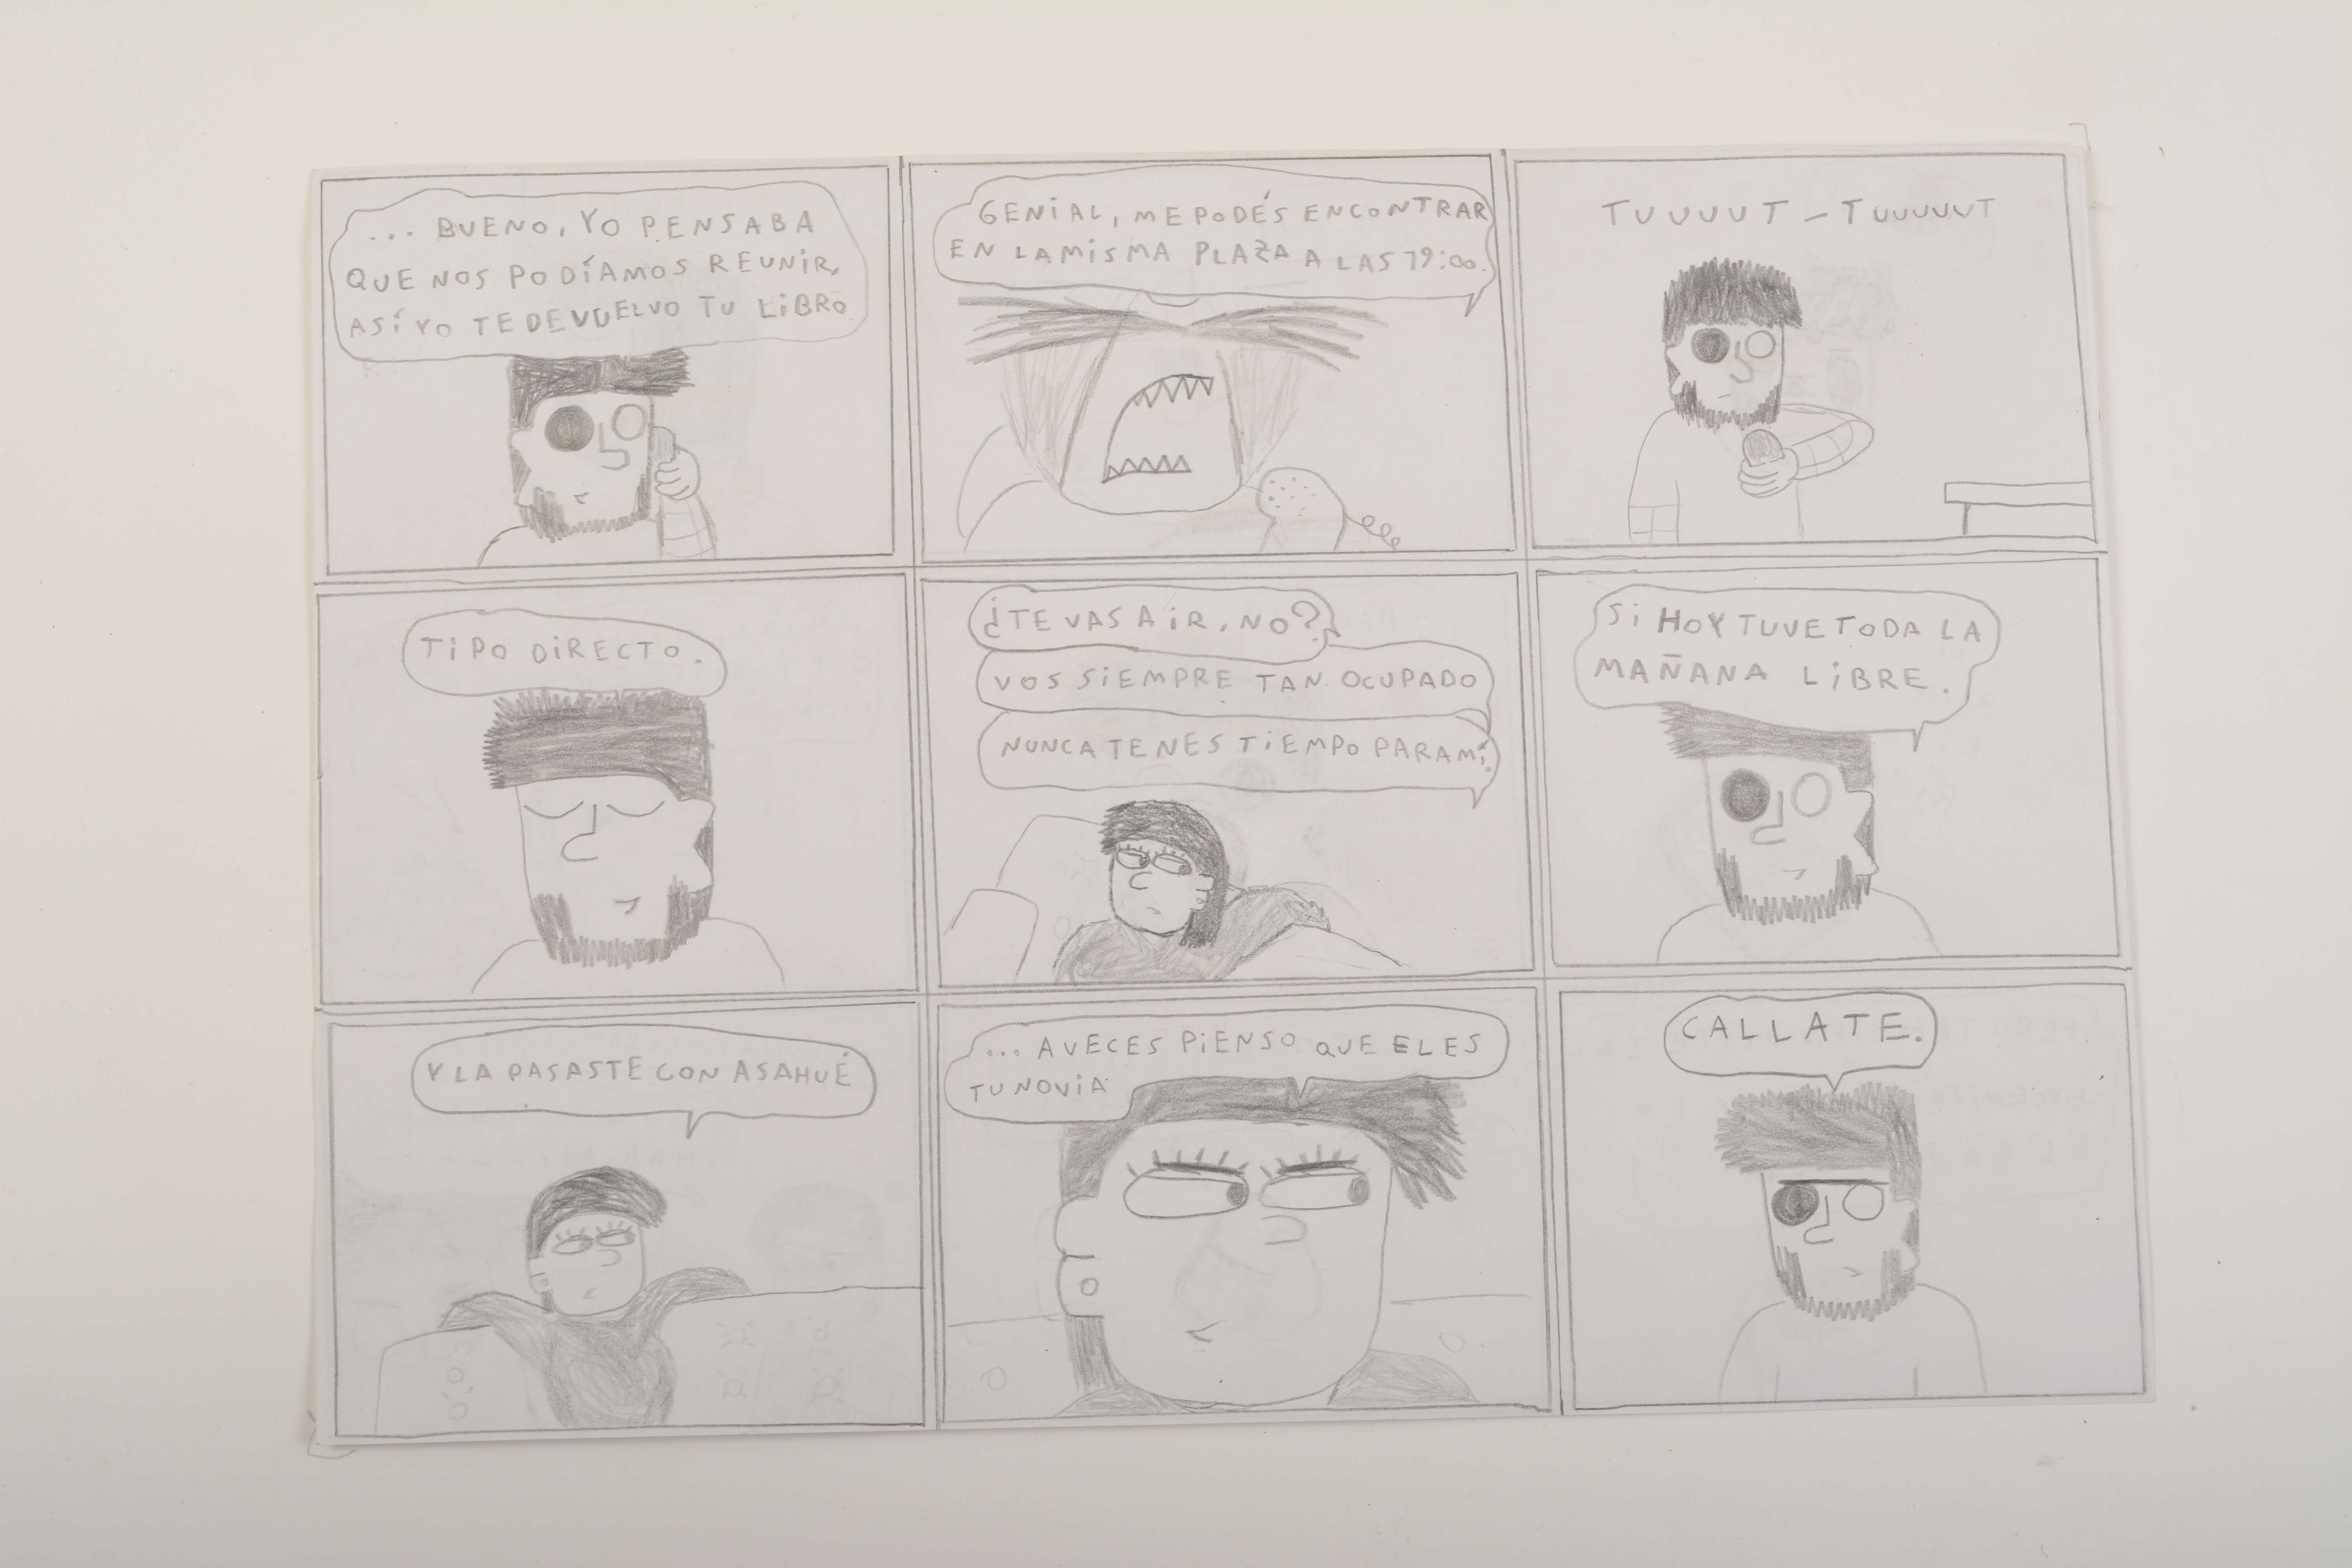 ... BUENO, YO PENSABA
QUE NOS PODÍAMOS REUNIR,
ASÍ YO TE DEVUELVO TU LIBRO
GENIAL, ME PODÉS ENCONTRAR
EN LA MISMA PLAZA A LAS 19:00.
TUUUUT - TUUUUUT
TIPO DIRECTO.
¿TE VAS A IR, NO?
VOS SIEMPRE TAN OCUPADO
NUNCA TENES TIEMPO PARA MÍ.
SI HOY TUVE TODA LA
MAÑANA LIBRE.
Y LA PASASTE CON ASAHUÉ
... AVECES PIENSO QUE EL ES
TU NOVIA
CALLATE.